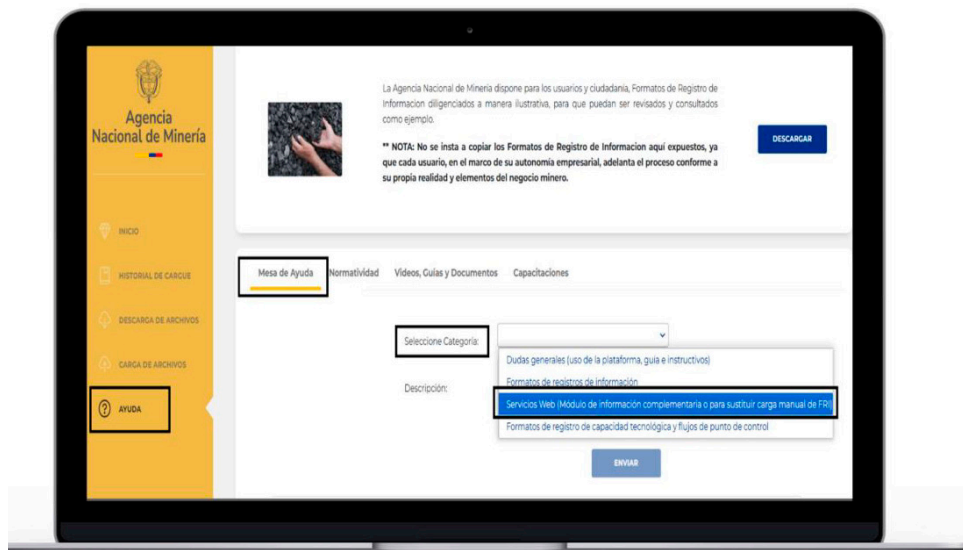 Agencia
Nacional de Minería
INICIO
HISTORIAL DE CARGUE
DESCARGA DE ARCHIVOS
CARGA DE ARCHIVOS
AYUDA
La Agencia Nacional de Minería dispone para los usuarios y ciudadanía, Formatos de Registro de
Informacion diligenciados a manera ilustrativa, para que puedan ser revisados y consultados
como ejemplo.
** NOTA: No se insta a copiar los Formatos de Registro de Informacion aquí expuestos, ya
que cada usuario, en el marco de su autonomía empresarial, adelanta el proceso conforme a
su propia realidad y elementos del negocio minero.
DESCARGAR
Mesa de Ayuda Normatividad Videos, Guías y Documentos Capacitaciones
Seleccione Categoría:
Dudas generales (uso de la plataforma, guía e instructivos)
Formatos de registros de información
Servicios Web (Módulo de información complementaria o para sustituir carga manual de FRI)
Formatos de registro de capacidad tecnológica y flujos de punto de control
Descripción:
ENVIAR